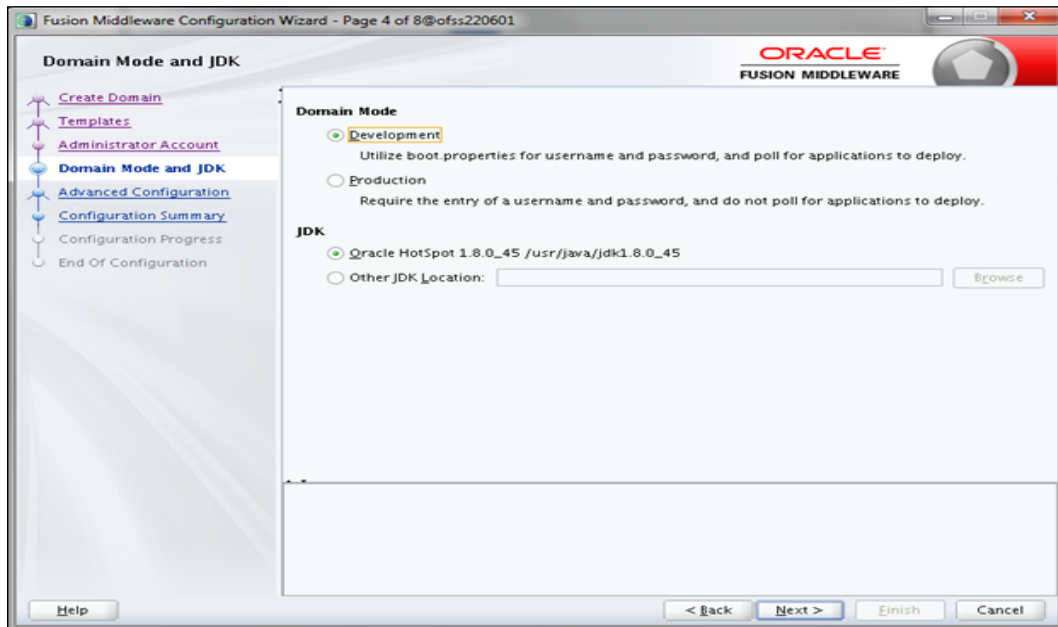 Fusion Middleware Configuration Wizard - Page 4 of 8@ofss220601
Domain Mode and JDK
ORACLE
FUSION MIDDLEWARE
Create Domain
Templates
Administrator Account
Domain Mode and JDK
Advanced Configuration
Configuration Summary
Configuration Progress
End Of Configuration
Domain Mode
Development
Utilize boot.properties for username and password, and poll for applications to deploy.
Production
Require the entry of a username and password, and do not poll for applications to deploy.
JDK
Oracle HotSpot 1.8.0_45 /usr/java/jdk1.8.0_45
Other JDK Location:
Browse
Help
< Back
Next >
Finish
Cancel